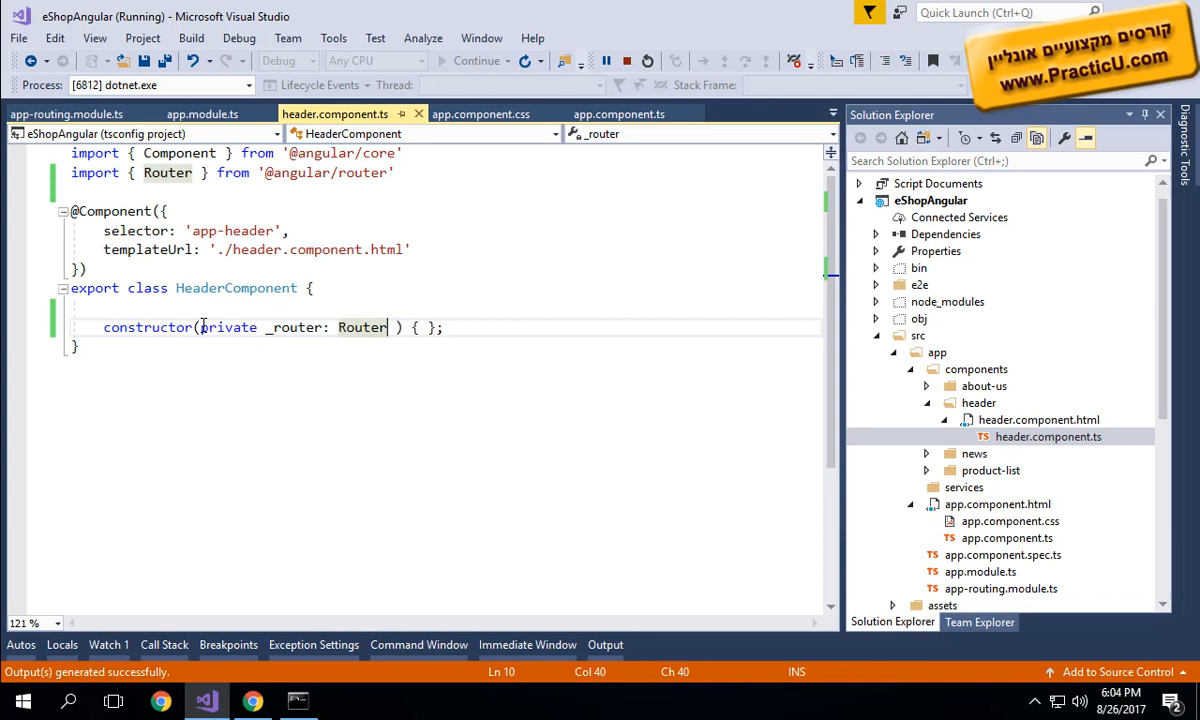 eShopAngular (Running) - Microsoft Visual Studio
Quick Launch (Ctrl+Q)
File Edit View Project Build Debug Team Tools Test Analyze Window Help
קורסים מקצועיים אונליין
www.PracticU.com
Debug Any CPU Continue
Process: [6812] dotnet.exe Lifecycle Events Thread: Stack Frame:
app-routing.module.ts app.module.ts header.component.ts app.component.css app.component.ts
eShopAngular (tsconfig project) HeaderComponent _router
import { Component } from '@angular/core'
import { Router } from '@angular/router'
@Component({
selector: 'app-header',
templateUrl: './header.component.html'
})
export class HeaderComponent {
constructor(private _router: Router ) { };
}
121 %
Solution Explorer
Search Solution Explorer (Ctrl+;)
Script Documents
eShopAngular
Connected Services
Dependencies
Properties
bin
e2e
node_modules
obj
src
app
components
about-us
header
header.component.html
TS header.component.ts
news
product-list
services
app.component.html
app.component.css
TS app.component.ts
TS app.component.spec.ts
TS app.module.ts
TS app-routing.module.ts
assets
Solution Explorer Team Explorer
Diagnostic Tools
Autos Locals Watch 1 Call Stack Breakpoints Exception Settings Command Window Immediate Window Output
Output(s) generated successfully. Ln 10 Col 40 Ch 40 INS Add to Source Control
6:04 PM
8/26/2017
2